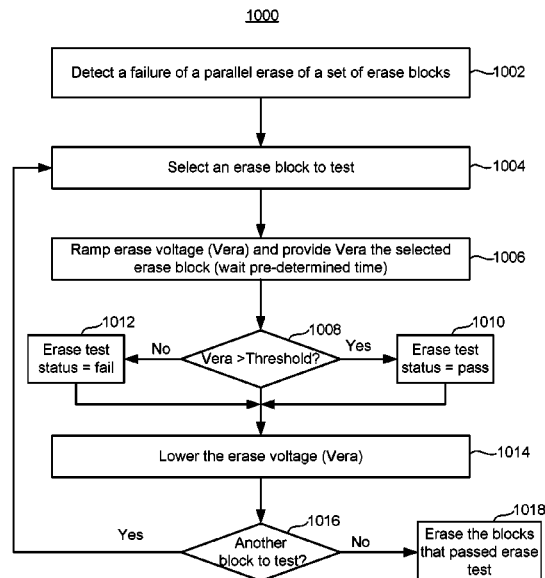 1000
Detect a failure of a parallel erase of a set of erase blocks
1002
Select an erase block to test
1004
Ramp erase voltage (Vera) and provide Vera the selected
erase block (wait pre-determined time)
1006
1008
Vera >Threshold?
No
Yes
1012
Erase test
status = fail
1010
Erase test
status = pass
Lower the erase voltage (Vera)
1014
1016
Another
block to test?
Yes
No
1018
Erase the blocks
that passed erase
test